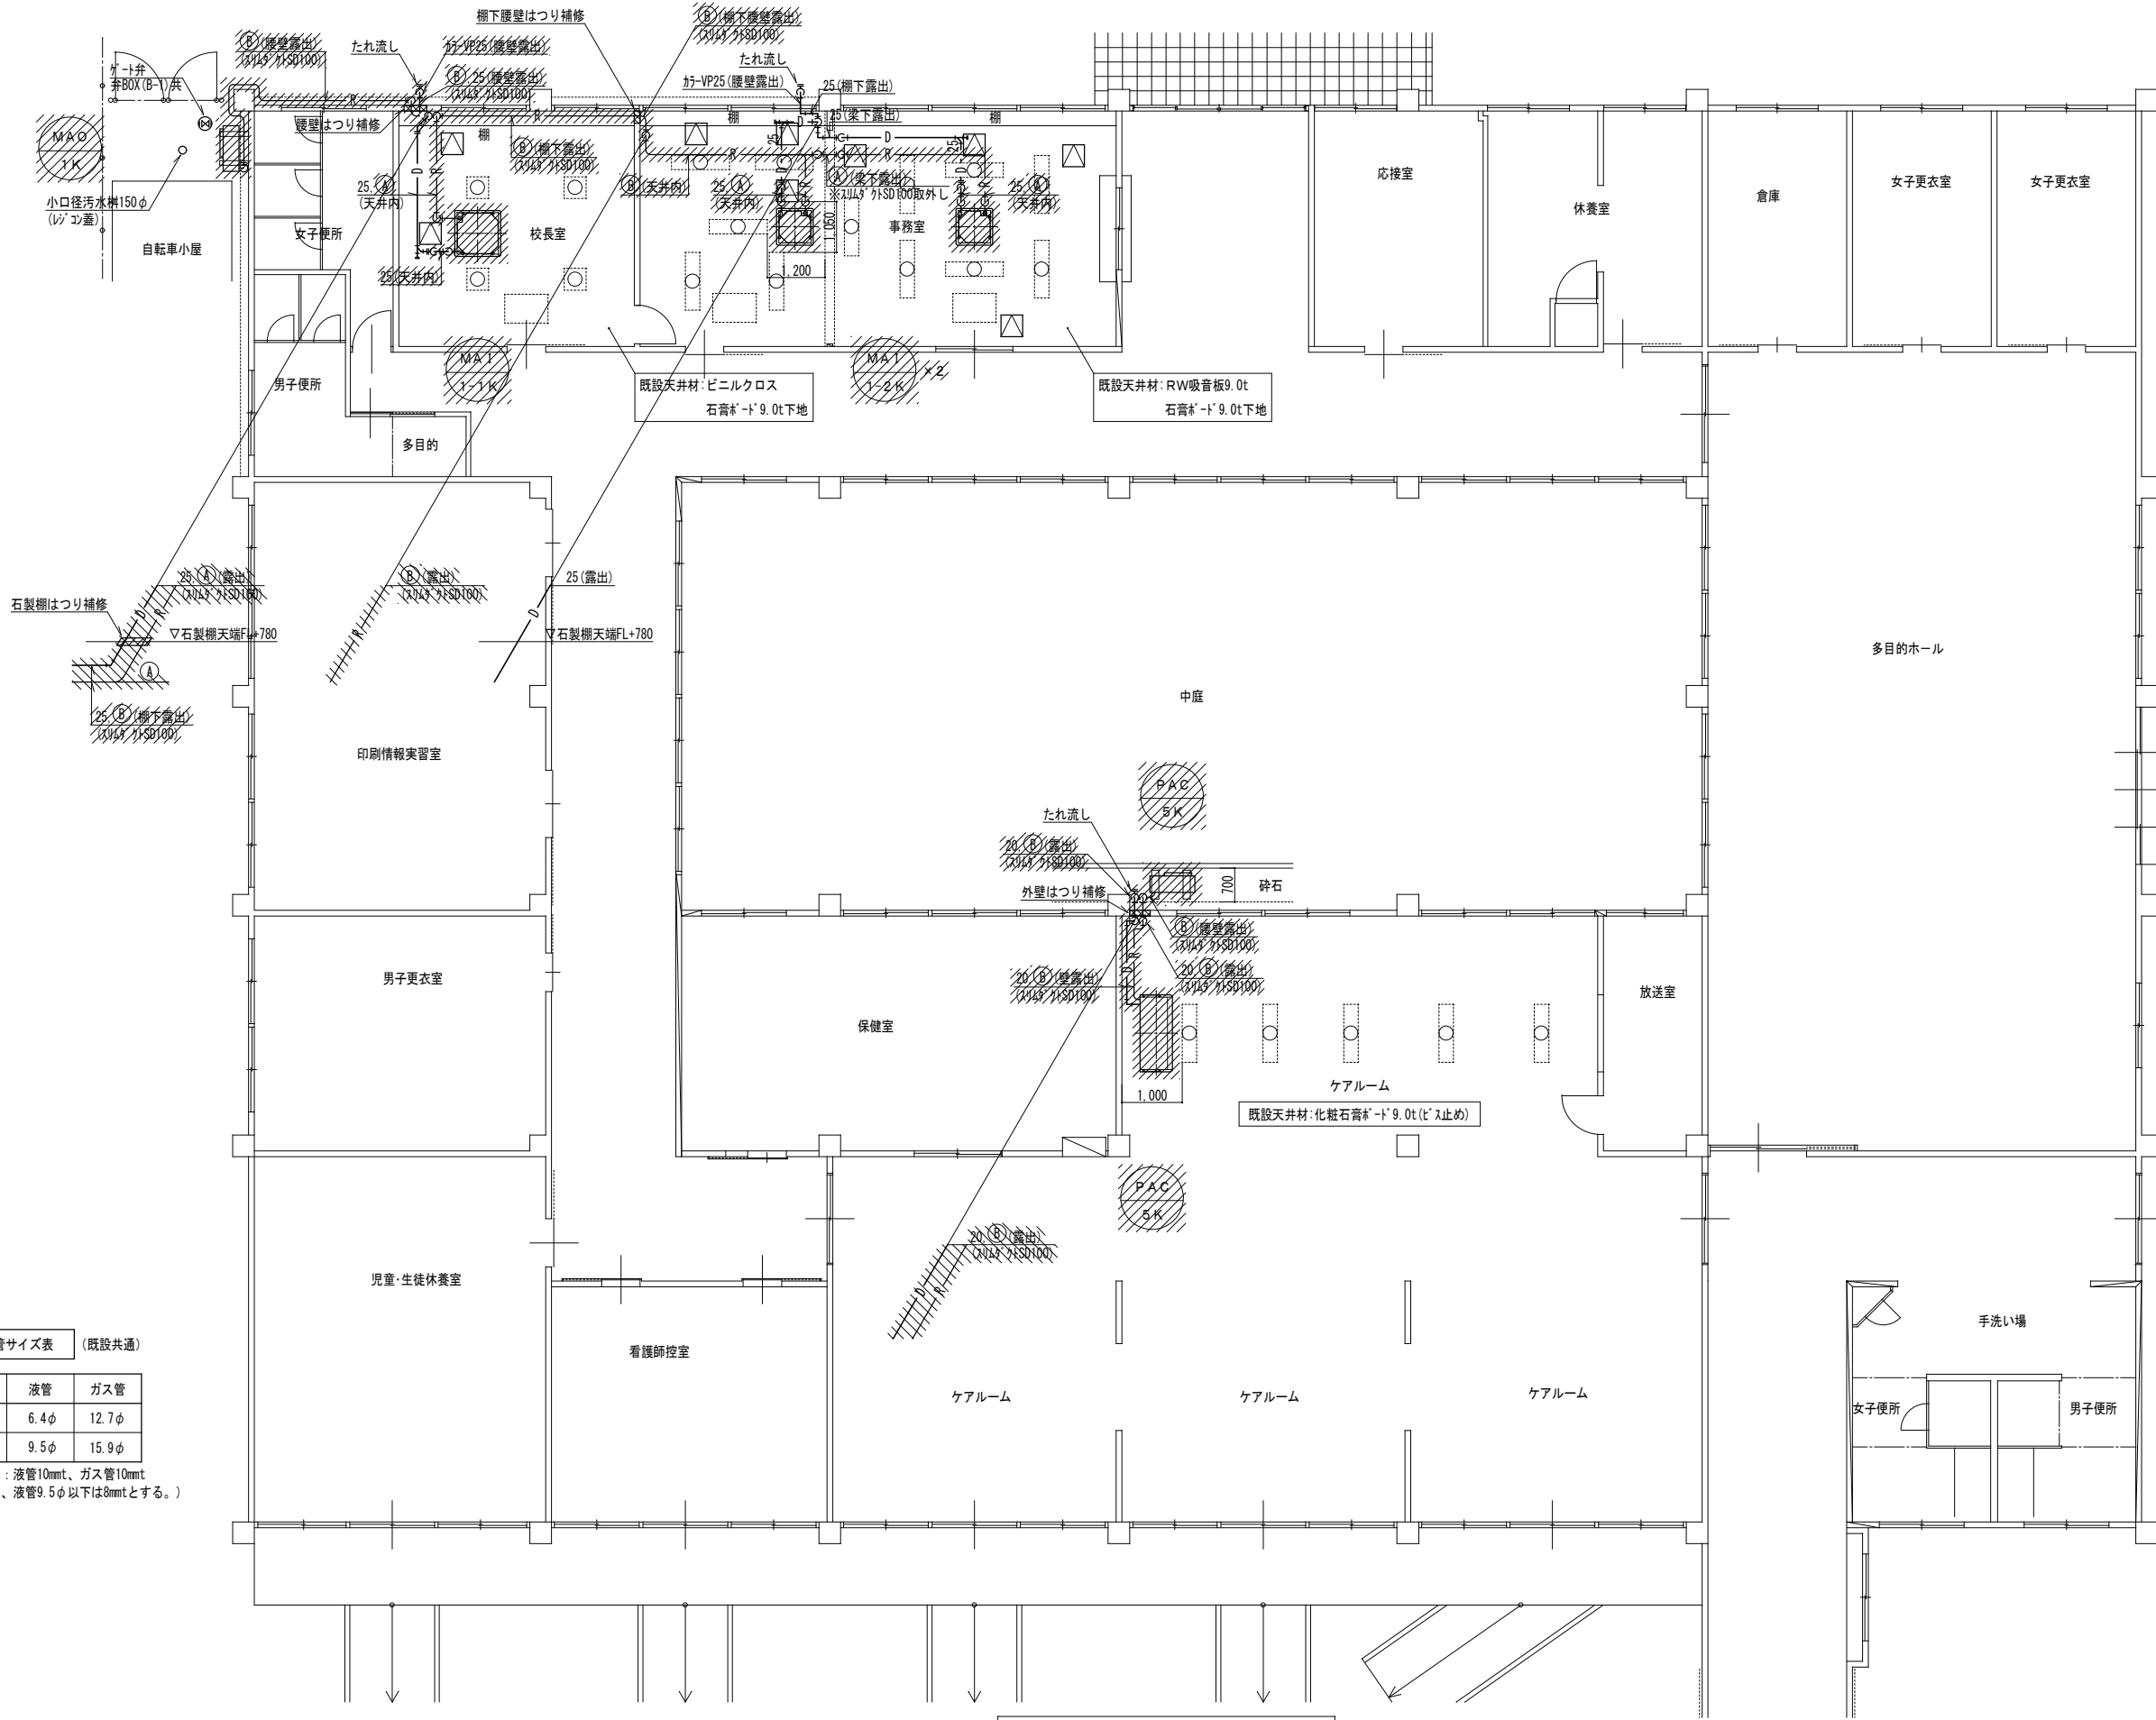 棚下腰壁はつり補修
Ⓑ(棚下腰壁露出)
(ｽﾘﾑﾀﾞｸﾄSD100)
Ⓑ(腰壁露出)
(ｽﾘﾑﾀﾞｸﾄSD100)
たれ流し
ｶﾗｰVP25(腰壁露出)
たれ流し
ｹﾞｰﾄ弁
弁BOX(B-1)共
Ⓑ.25(腰壁露出)
(ｽﾘﾑﾀﾞｸﾄSD100)
ｶﾗｰVP25(腰壁露出)
25(棚下露出)
25(梁下露出)
腰壁はつり補修
棚
棚
棚
MAO
1K
Ⓑ(棚下露出)
(ｽﾘﾑﾀﾞｸﾄSD100)
25.Ⓐ
(天井内)
Ⓑ(天井内)
25.Ⓐ
(天井内)
Ⓐ(梁下露出)
※ｽﾘﾑﾀﾞｸﾄSD100取外し
25.Ⓐ
(天井内)
25
25
小口径汚水桝150φ
(ﾚｼﾞｺﾝ蓋)
自転車小屋
女子便所
校長室
事務室
1,050
1,200
25(天井内)
応接室
休養室
倉庫
女子更衣室
女子更衣室
MAI
1-1K
MAI
1-2K
×2
既設天井材:ビニルクロス
石膏ﾎﾞｰﾄﾞ9.0t下地
既設天井材:RW吸音板9.0t
石膏ﾎﾞｰﾄﾞ9.0t下地
男子便所
多目的
25.Ⓐ(露出)
(ｽﾘﾑﾀﾞｸﾄSD100)
Ⓑ(露出)
(ｽﾘﾑﾀﾞｸﾄSD100)
25(露出)
石製棚はつり補修
▽石製棚天端FL+780
▽石製棚天端FL+780
D
R
R
D
Ⓐ
25.Ⓑ(棚下露出)
(ｽﾘﾑﾀﾞｸﾄSD100)
多目的ホール
中庭
印刷情報実習室
PAC
5K
たれ流し
20.Ⓑ(露出)
(ｽﾘﾑﾀﾞｸﾄSD100)
外壁はつり補修
700
砕石
Ⓑ(腰壁露出)
(ｽﾘﾑﾀﾞｸﾄSD100)
20.Ⓑ(壁露出)
(ｽﾘﾑﾀﾞｸﾄSD100)
20.Ⓑ(露出)
(ｽﾘﾑﾀﾞｸﾄSD100)
D
R
男子更衣室
保健室
放送室
1,000
ケアルーム
既設天井材:化粧石膏ﾎﾞｰﾄﾞ9.0t(ﾋﾞｽ止め)
PAC
5K
20.Ⓑ(露出)
(ｽﾘﾑﾀﾞｸﾄSD100)
D
R
児童･生徒休養室
看護師控室
ケアルーム
ケアルーム
ケアルーム
手洗い場
女子便所
男子便所
管サイズ表
(既設共通)
液管 ガス管
6.4φ 12.7φ
9.5φ 15.9φ
:液管10mmt、ガス管10mmt
、液管9.5φ以下は8mmtとする。)